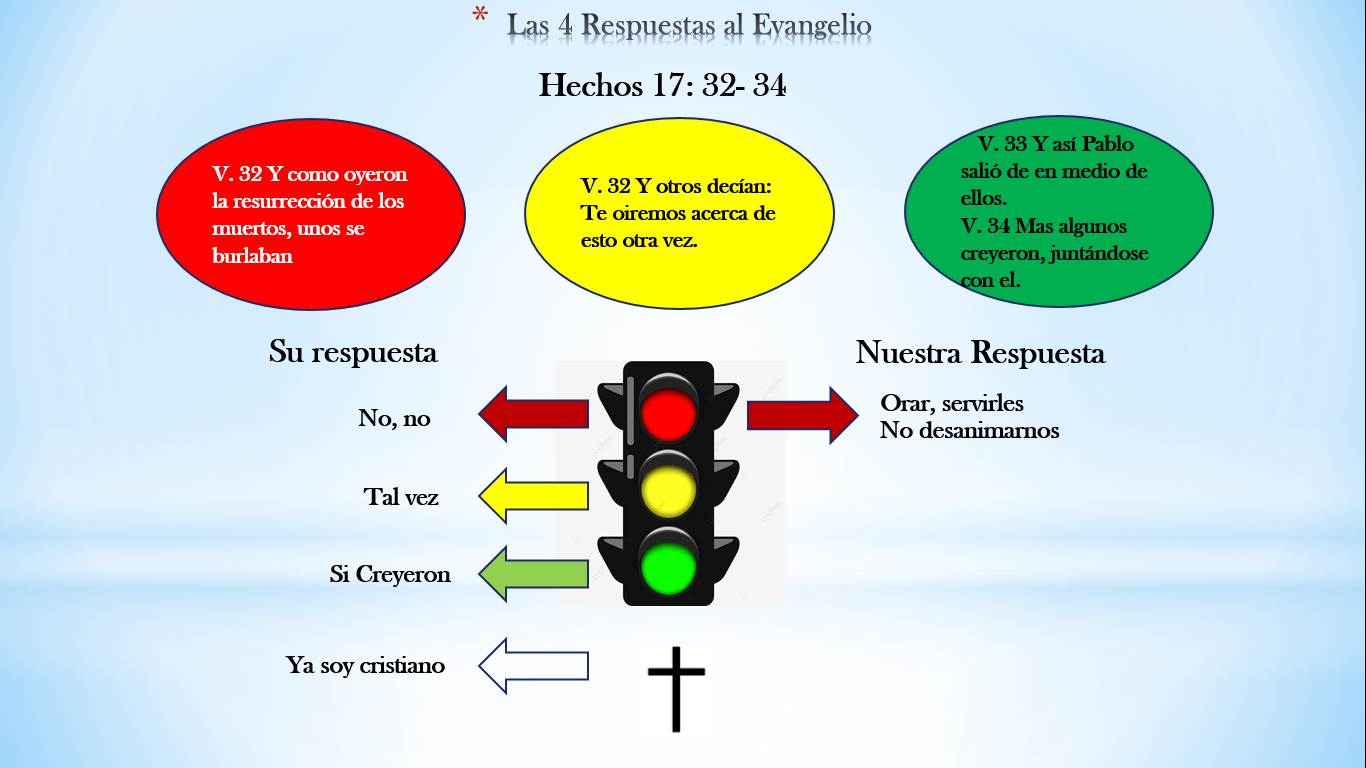 * Las 4 Respuestas al Evangelio
Hechos 17: 32- 34
V. 32 Y como oyeron
la resurrección de los
muertos, unos se
burlaban
V. 32 Y otros decían:
Te oiremos acerca de
esto otra vez.
V. 33 Y así Pablo
salió de en medio de
ellos.
V. 34 Mas algunos
creyeron, juntándose
con el.
Su respuesta
Nuestra Respuesta
No, no
Orar, servirles
No desanimarnos
Tal vez
Si Creyeron
Ya soy cristiano